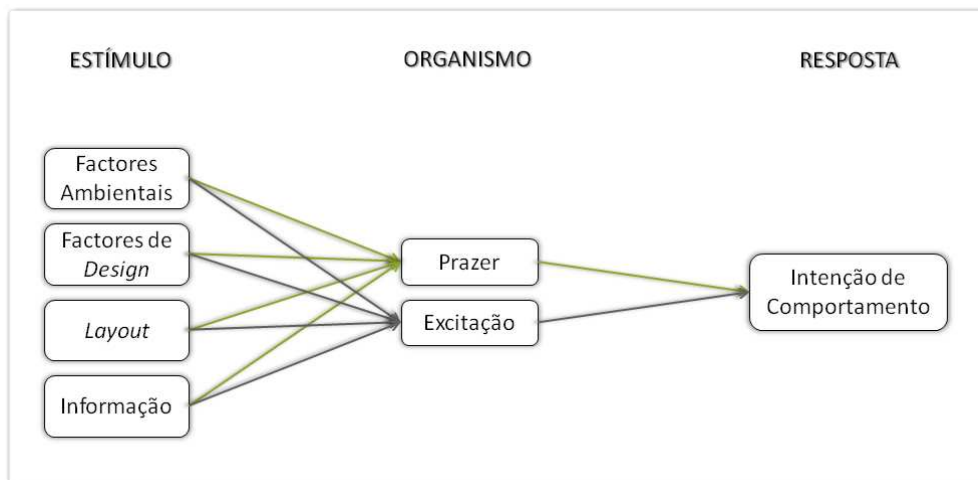 ESTÍMULO
ORGANISMO
RESPOSTA
Factores
Ambientais
Factores de
Design
Layout
Informação
Prazer
Excitação
Intenção de
Comportamento